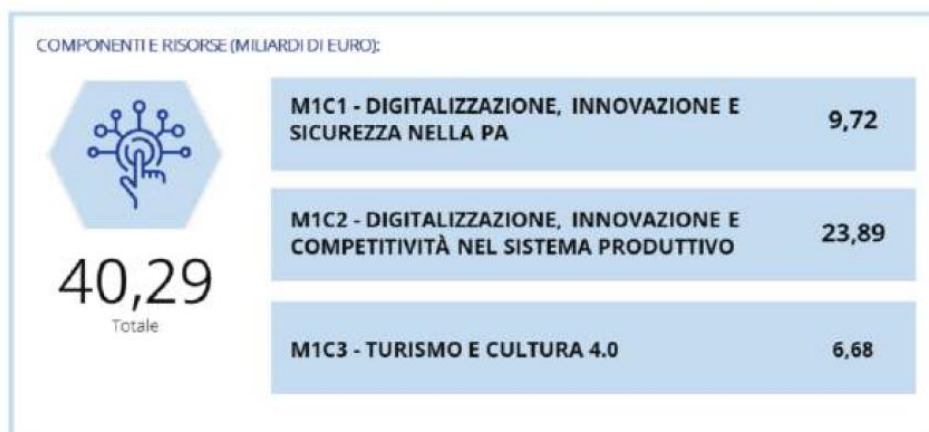 COMPONENTI E RISORSE (MILIARDI DI EURO):
M1C1 - DIGITALIZZAZIONE, INNOVAZIONE E
SICUREZZA NELLA PA
9,72
M1C2 - DIGITALIZZAZIONE, INNOVAZIONE E
COMPETITIVITÀ NEL SISTEMA PRODUTTIVO
23,89
40,29
Totale
M1C3 - TURISMO E CULTURA 4.0
6,68